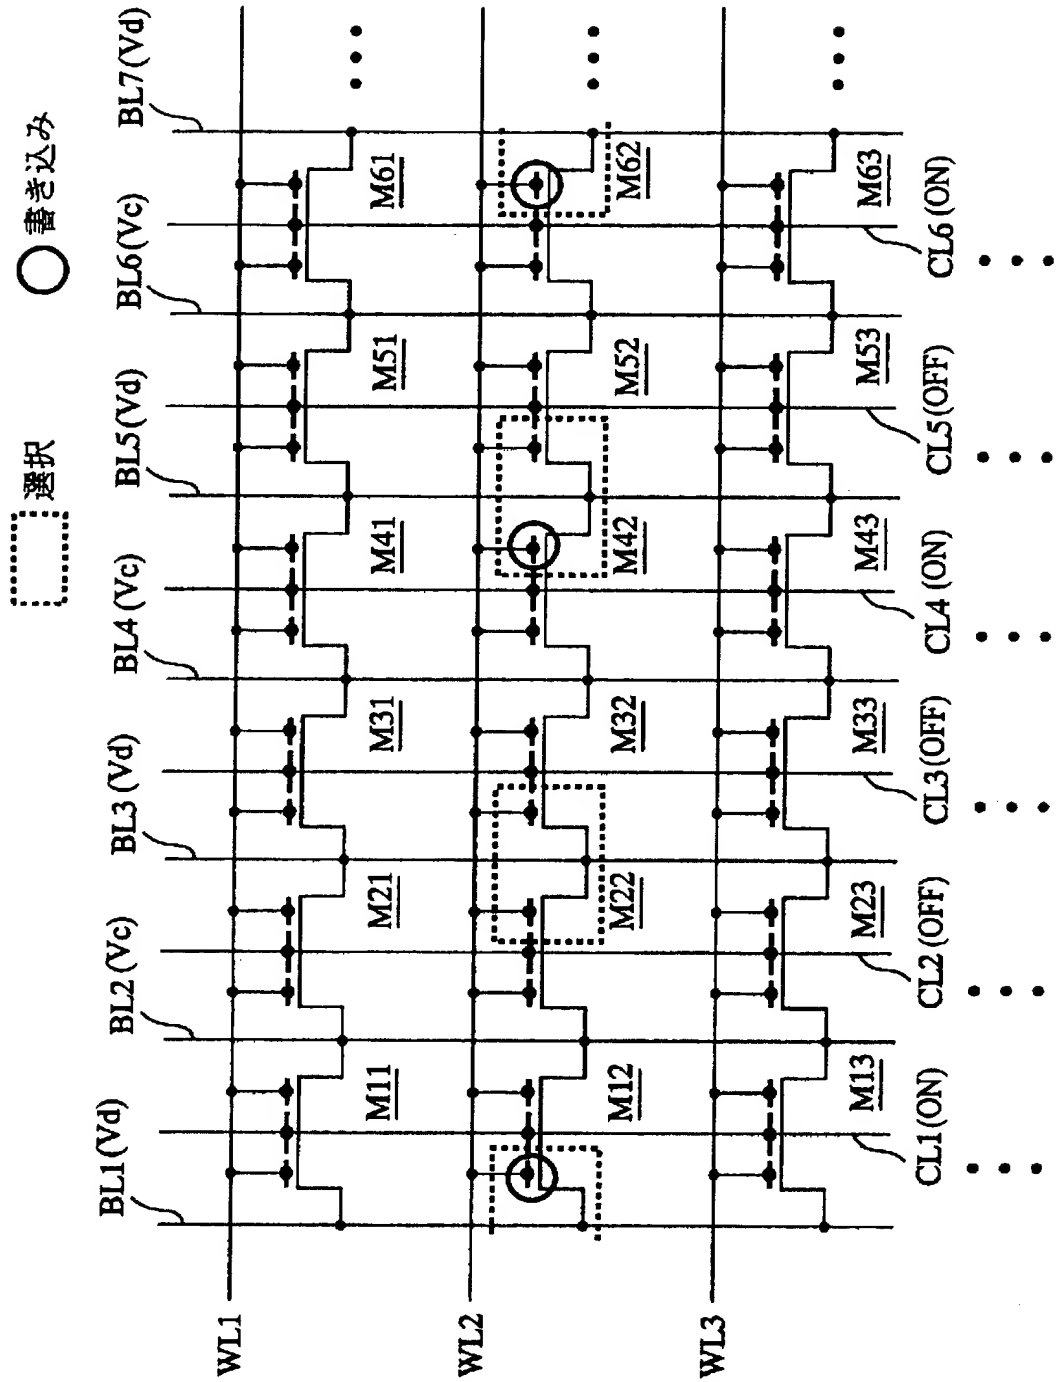 選択
書き込み
BL1(Vd)
BL2(Vc)
BL3(Vd)
BL4(Vc)
BL5(Vd)
BL6(Vc)
BL7(Vd)
WL1
M11
M21
M31
M41
M51
M61
WL2
M12
M22
M32
M42
M52
M62
WL3
M13
M23
M33
M43
M53
M63
CL1(ON)
CL2(OFF)
CL3(OFF)
CL4(ON)
CL5(OFF)
CL6(ON)